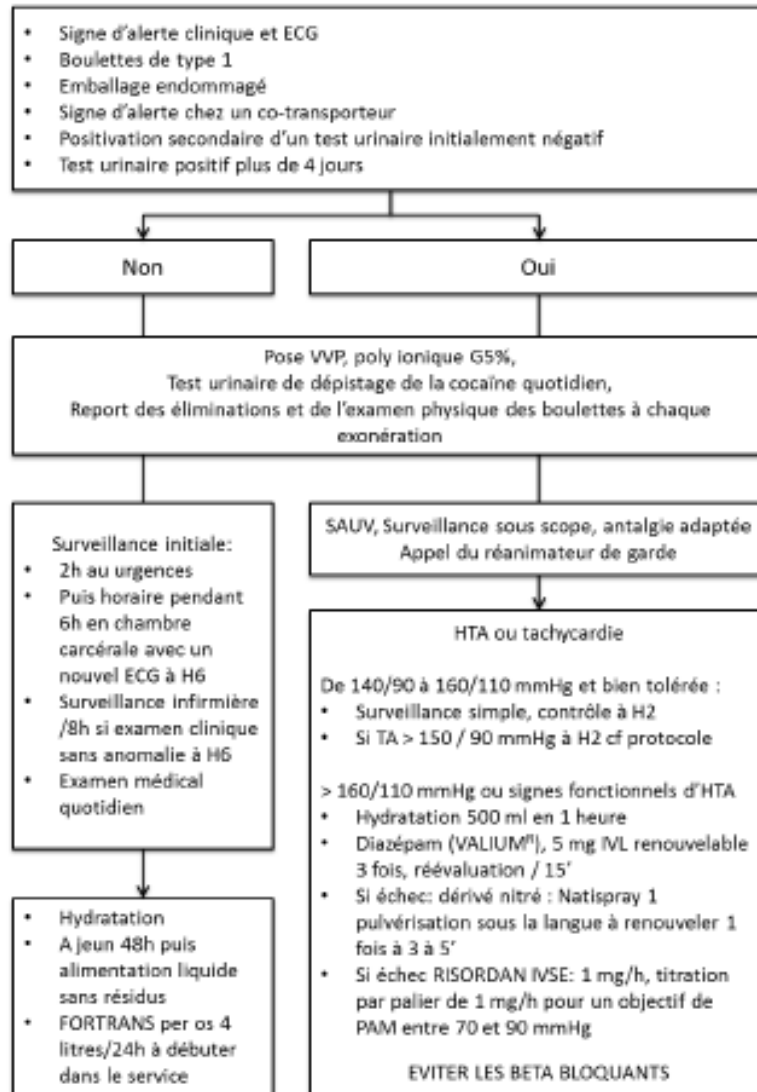 • Signe d'alerte clinique et ECG
• Boulettes de type 1
• Emballage endommagé
• Signe d'alerte chez un co-transporteur
• Positivation secondaire d'un test urinaire initialement négatif
• Test urinaire positif plus de 4 jours
Non
Oui
Pose VVP, poly ionique G5%,
Test urinaire de dépistage de la cocaïne quotidien,
Report des éliminations et de l'examen physique des boulettes à chaque
exonération
Surveillance initiale:
• 2h au urgences
• Puis horaire pendant
6h en chambre
carcérale avec un
nouvel ECG à H6
• Surveillance infirmière
/8h si examen clinique
sans anomalie à H6
• Examen médical
quotidien
• Hydratation
• A jeun 48h puis
alimentation liquide
sans résidus
• FORTRANS per os 4
litres/24h à débuter
dans le service
SAUV, Surveillance sous scope, antalgie adaptée
Appel du réanimateur de garde
HTA ou tachycardie
De 140/90 à 160/110 mmHg et bien tolérée :
• Surveillance simple, contrôle à H2
• Si TA > 150 / 90 mmHg à H2 cf protocole
> 160/110 mmHg ou signes fonctionnels d'HTA
• Hydratation 500 ml en 1 heure
• Diazépam (VALIUMᴿ), 5 mg IVL renouvelable
3 fois, réévaluation / 15'
• Si échec: dérivé nitré : Natispray 1
pulvérisation sous la langue à renouveler 1
fois à 3 à 5'
• Si échec RISORDAN IVSE: 1 mg/h, titration
par palier de 1 mg/h pour un objectif de
PAM entre 70 et 90 mmHg
EVITER LES BETA BLOQUANTS